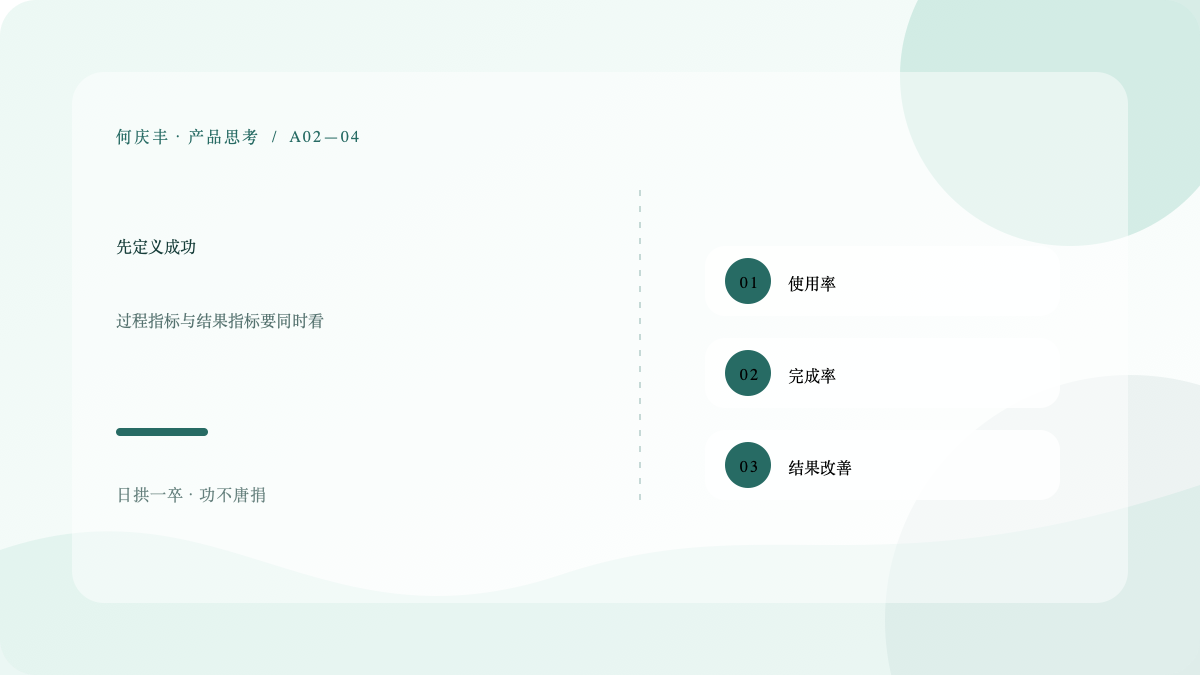 何庆丰 · 产品思考 / A02—04
先定义成功
过程指标与结果指标要同时看
日拱一卒 · 功不唐捐
01 使用率
02 完成率
03 结果改善